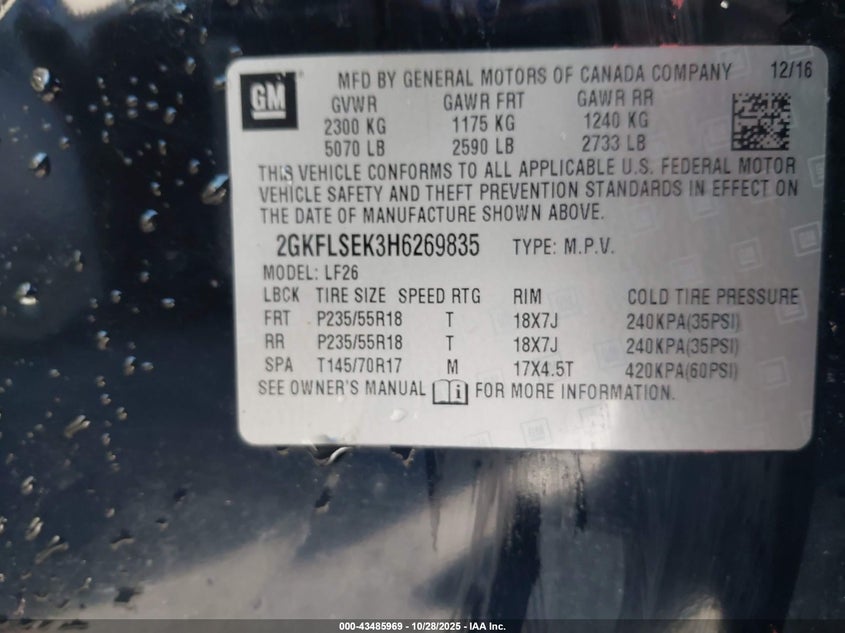 GM
MFD BY GENERAL MOTORS OF CANADA COMPANY 12/16
GVWR GAWR FRT GAWR RR
2300 KG 1175 KG 1240 KG
5070 LB 2590 LB 2733 LB
THIS VEHICLE CONFORMS TO ALL APPLICABLE U.S. FEDERAL MOTOR
VEHICLE SAFETY AND THEFT PREVENTION STANDARDS IN EFFECT ON
THE DATE OF MANUFACTURE SHOWN ABOVE.
2GKFLSEK3H6269835 TYPE: M.P.V.
MODEL: LF26
LBCK TIRE SIZE SPEED RTG RIM COLD TIRE PRESSURE
FRT P235/55R18 T 18X7J 240KPA(35PSI)
RR P235/55R18 T 18X7J 240KPA(35PSI)
SPA T145/70R17 M 17X4.5T 420KPA(60PSI)
SEE OWNER'S MANUAL i FOR MORE INFORMATION.
000-43485969 | 10/28/2025 | IAA Inc.